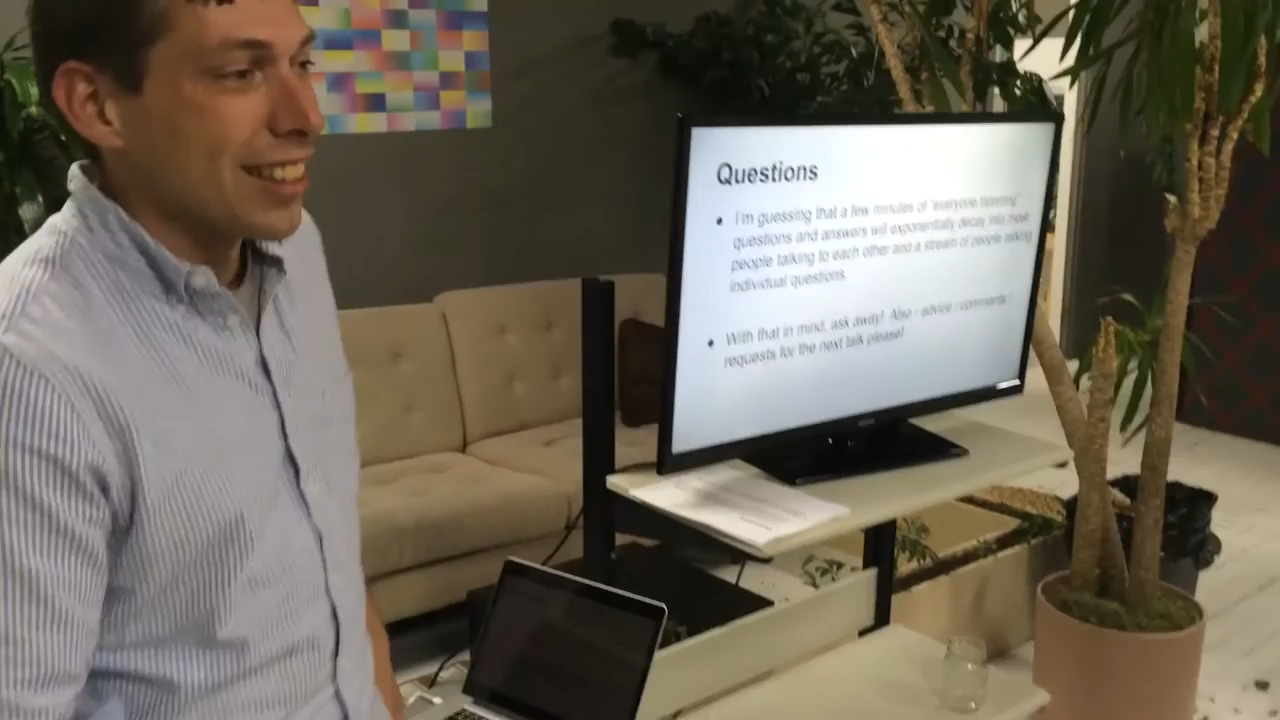 Questions
• I'm guessing that a few minutes of "everyone listening"
questions and answers will exponentially decay into
people talking to each other and a stream of people asking
individual questions.
• With that in mind, ask away! Also - advice / comments /
requests for the next talk please!